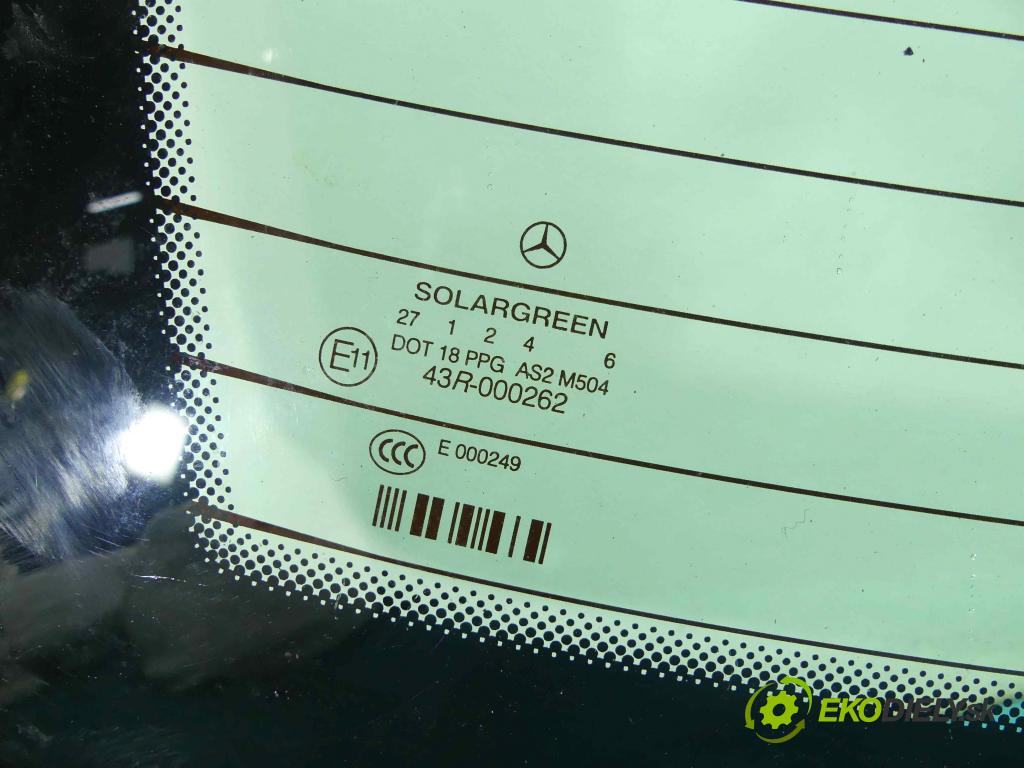 SOLARGREEN
27 1 2 4 6
DOT 18 PPG AS2 M504
E11
43R-000262
CCC E 000249
EKODIELY.sk